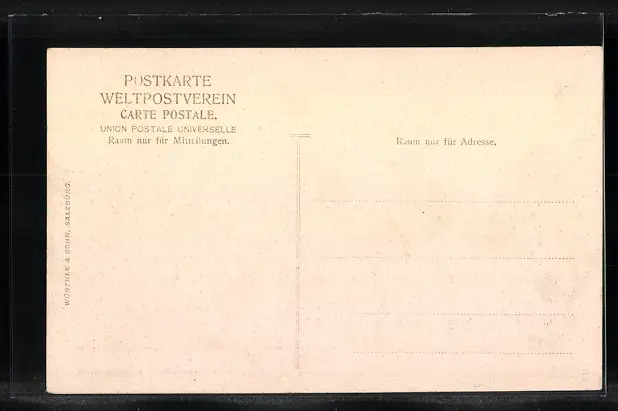 POSTKARTE
WELTPOSTVEREIN
CARTE POSTALE.
UNION POSTALE UNIVERSELLE
Raum nur für Mitteilungen.
Raum nur für Adresse.
WÜRTHLE & SOHN, SALZBURG.